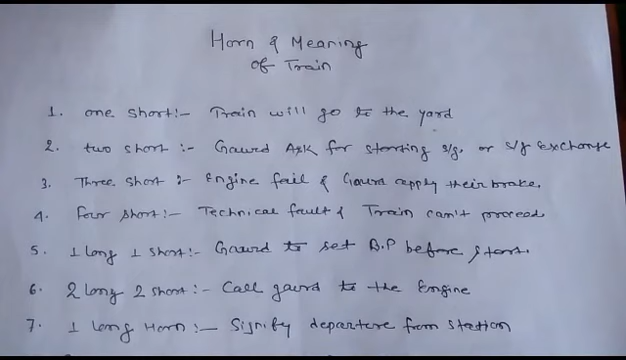 Horn & Meaning
of Train
1. one short:- Train will go to the yard
2. two short :- Gaurd Ask for starting s/g. or s/g exchange
3. Three short :- Engine fail & Gaurd apply their brake.
4. Four short :- Technical fault & Train can't proceed
5. 1 long 1 short :- Gaurd to set B.P before start.
6. 2 long 2 short :- Call gaurd to the Engine
7. 1 long Horn :- Signify departure from station